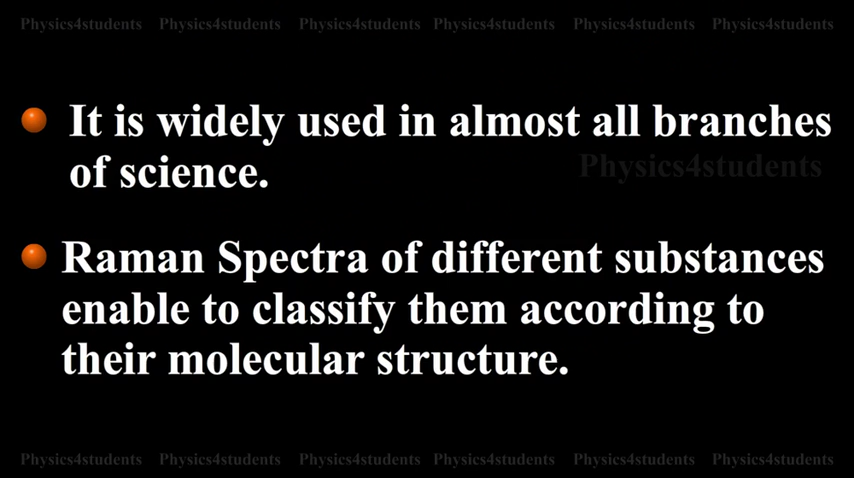 Physics4students Physics4students Physics4students Physics4students Physics4students Physics4students
It is widely used in almost all branches
of science.
Physics4students
Raman Spectra of different substances
enable to classify them according to
their molecular structure.
Physics4students Physics4students Physics4students Physics4students Physics4students Physics4students